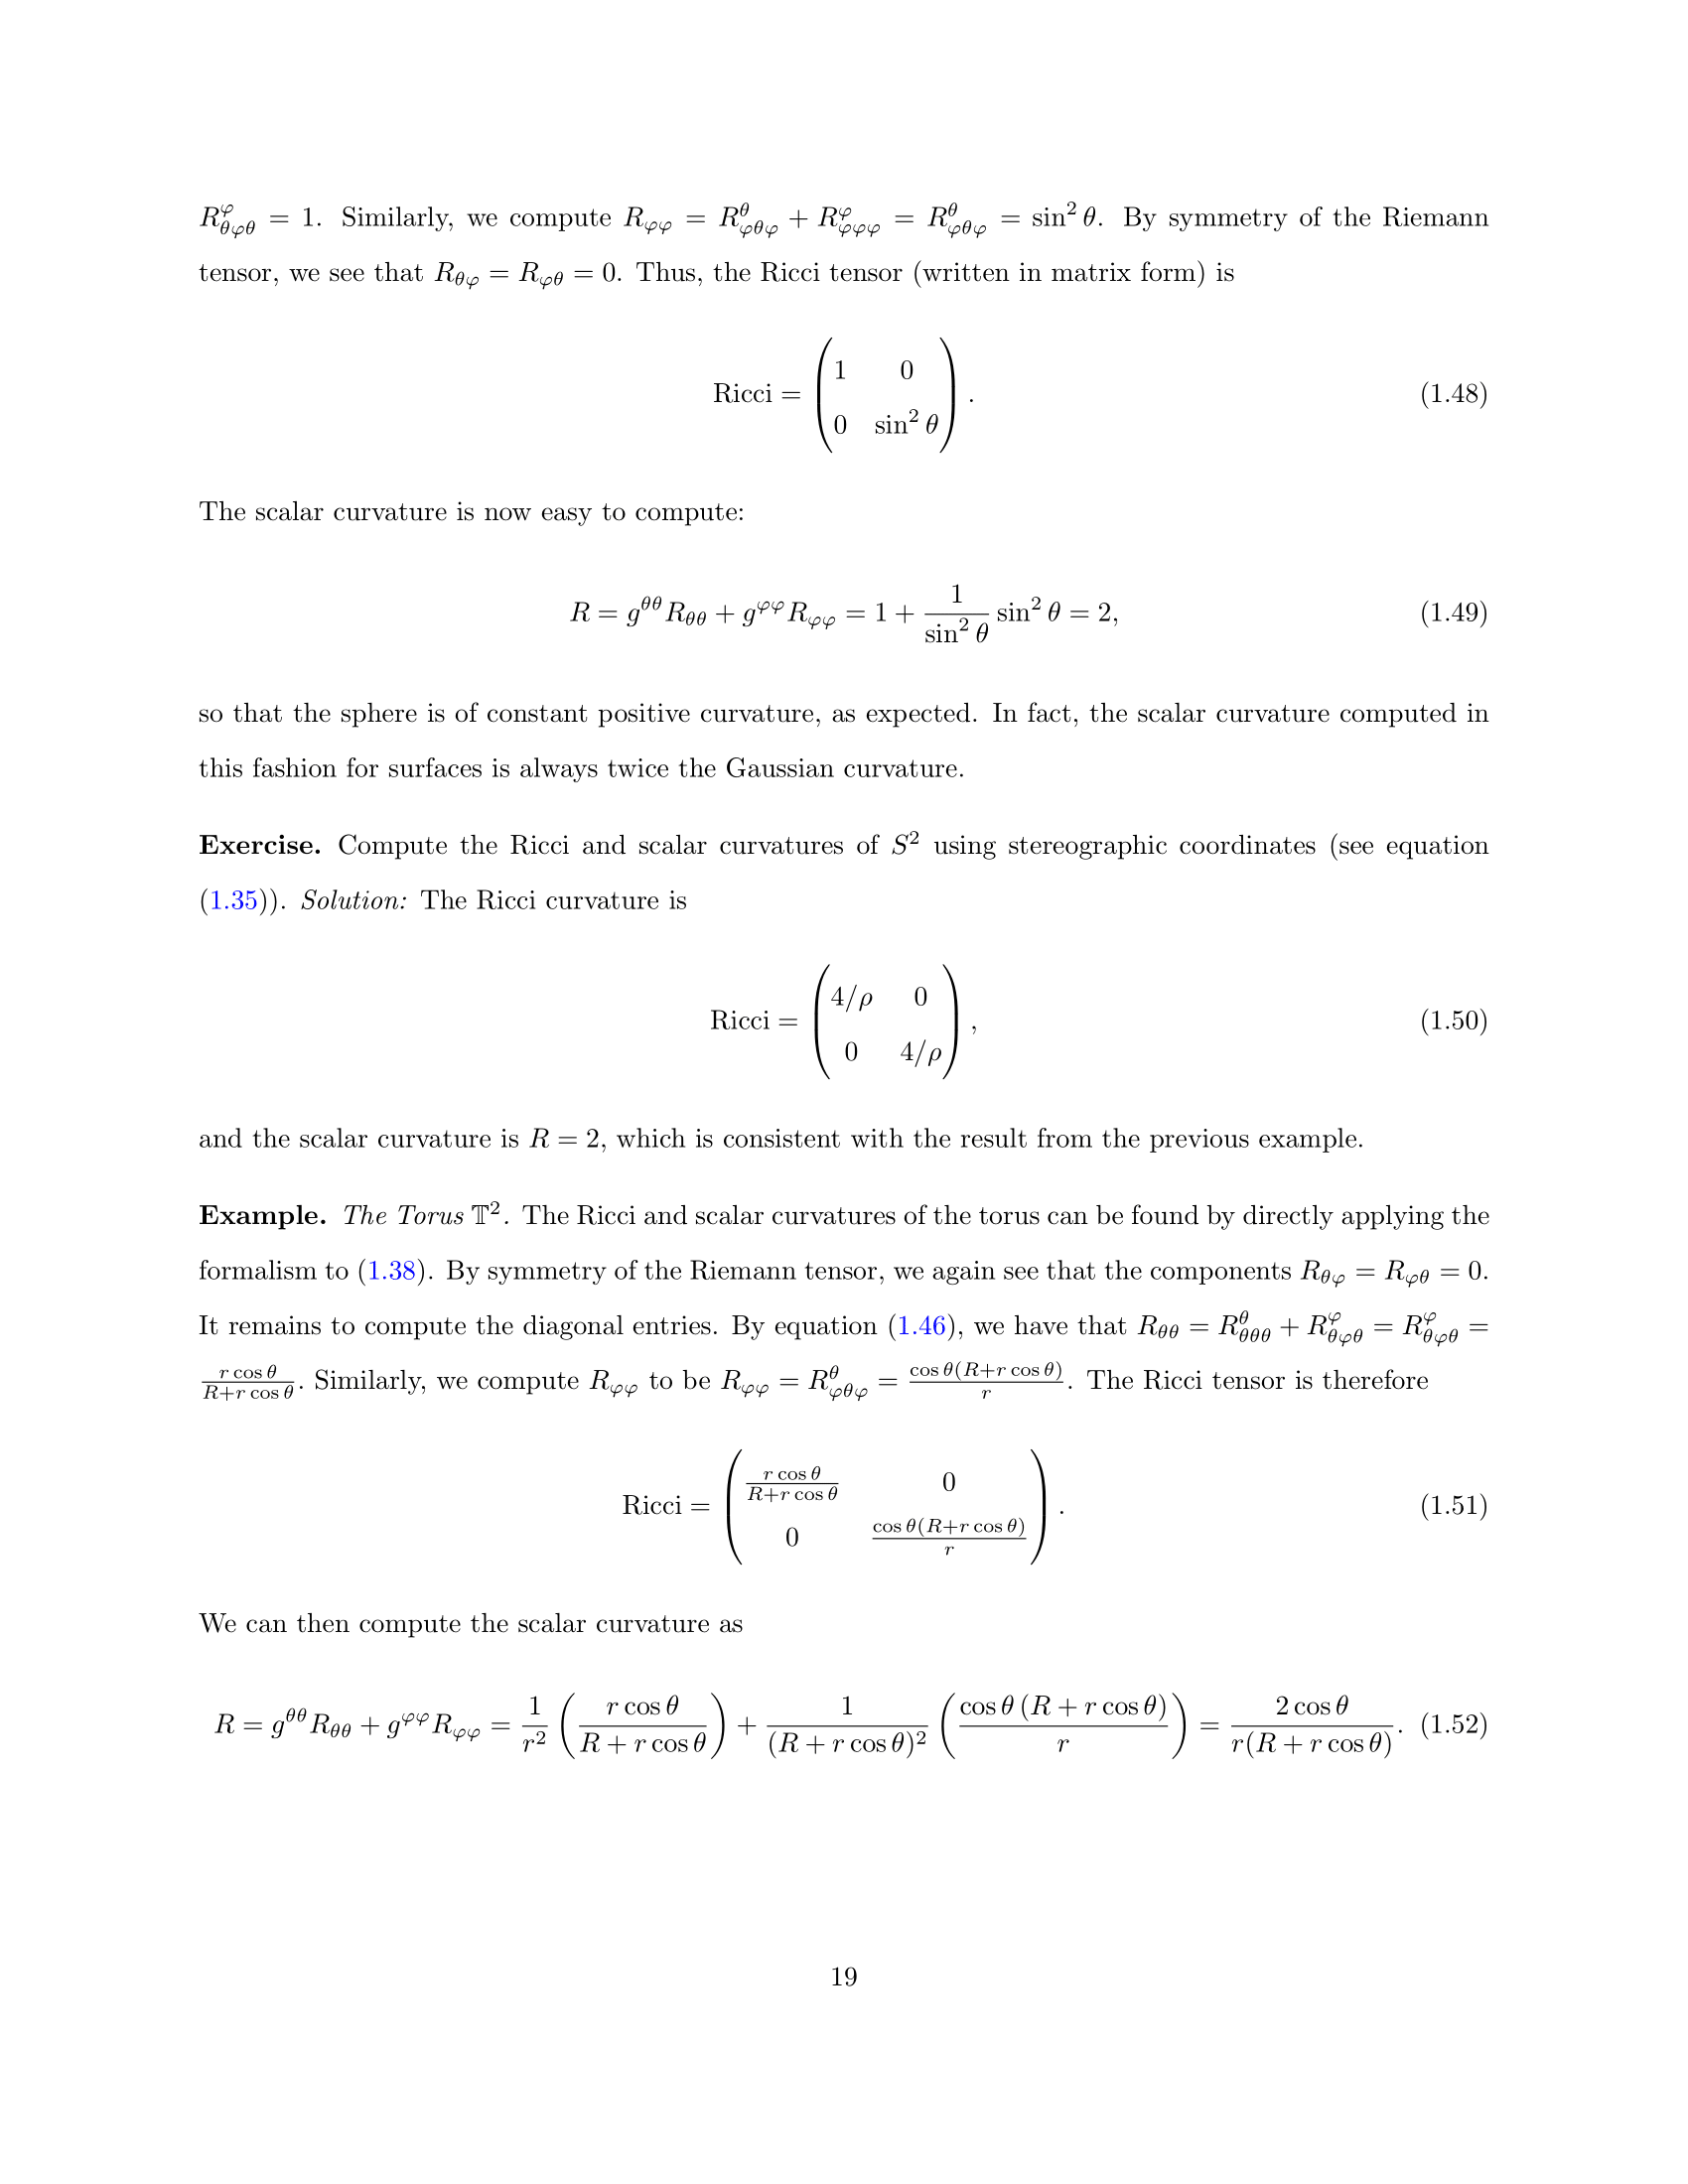 $R^{\varphi}_{\theta\varphi\theta} = 1$. Similarly, we compute $R_{\varphi\varphi} = R^{\theta}_{\varphi\theta\varphi} + R^{\varphi}_{\varphi\varphi\varphi} = R^{\theta}_{\varphi\theta\varphi} = \sin^2\theta$. By symmetry of the Riemann
tensor, we see that $R_{\theta\varphi} = R_{\varphi\theta} = 0$. Thus, the Ricci tensor (written in matrix form) is
$\text{Ricci} = \begin{pmatrix} 1 & 0 \\ 0 & \sin^2\theta \end{pmatrix}.$ (1.48)
The scalar curvature is now easy to compute:
$R = g^{\theta\theta}R_{\theta\theta} + g^{\varphi\varphi}R_{\varphi\varphi} = 1 + \frac{1}{\sin^2\theta}\sin^2\theta = 2,$ (1.49)
so that the sphere is of constant positive curvature, as expected. In fact, the scalar curvature computed in
this fashion for surfaces is always twice the Gaussian curvature.
Exercise. Compute the Ricci and scalar curvatures of $S^2$ using stereographic coordinates (see equation
(1.35)). Solution: The Ricci curvature is
$\text{Ricci} = \begin{pmatrix} 4/\rho & 0 \\ 0 & 4/\rho \end{pmatrix},$ (1.50)
and the scalar curvature is $R = 2$, which is consistent with the result from the previous example.
Example. The Torus $\mathbb{T}^2$. The Ricci and scalar curvatures of the torus can be found by directly applying the
formalism to (1.38). By symmetry of the Riemann tensor, we again see that the components $R_{\theta\varphi} = R_{\varphi\theta} = 0$.
It remains to compute the diagonal entries. By equation (1.46), we have that $R_{\theta\theta} = R^{\theta}_{\theta\theta\theta} + R^{\varphi}_{\theta\varphi\theta} = R^{\varphi}_{\theta\varphi\theta} =$
$\frac{r\cos\theta}{R+r\cos\theta}$. Similarly, we compute $R_{\varphi\varphi}$ to be $R_{\varphi\varphi} = R^{\theta}_{\varphi\theta\varphi} = \frac{\cos\theta(R+r\cos\theta)}{r}$. The Ricci tensor is therefore
$\text{Ricci} = \begin{pmatrix} \frac{r\cos\theta}{R+r\cos\theta} & 0 \\ 0 & \frac{\cos\theta(R+r\cos\theta)}{r} \end{pmatrix}.$ (1.51)
We can then compute the scalar curvature as
$R = g^{\theta\theta}R_{\theta\theta} + g^{\varphi\varphi}R_{\varphi\varphi} = \frac{1}{r^2}\left(\frac{r\cos\theta}{R+r\cos\theta}\right) + \frac{1}{(R+r\cos\theta)^2}\left(\frac{\cos\theta\,(R+r\cos\theta)}{r}\right) = \frac{2\cos\theta}{r(R+r\cos\theta)}.$ (1.52)
19